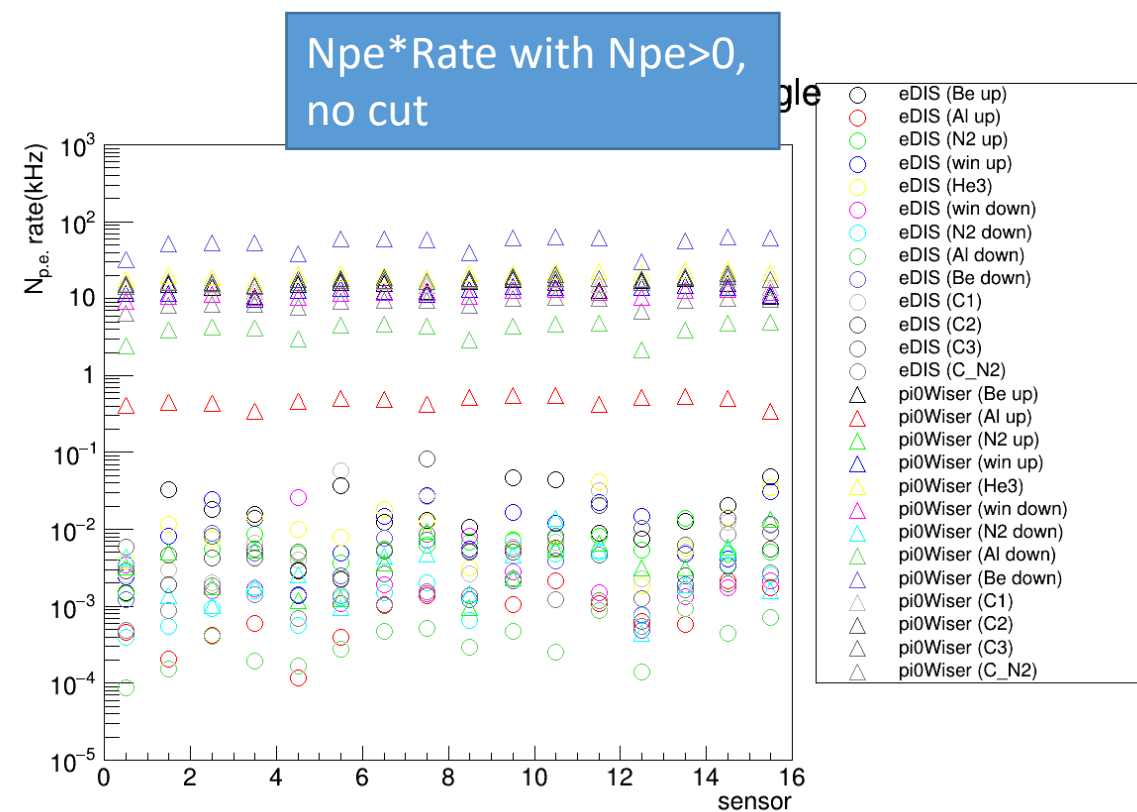 Npe*Rate with Npe>0,
no cut
gle
N_{p.e.} rate(kHz)
10³
10²
10
1
10⁻¹
10⁻²
10⁻³
10⁻⁴
10⁻⁵
0 2 4 6 8 10 12 14 16
sensor
eDIS (Be up)
eDIS (Al up)
eDIS (N2 up)
eDIS (win up)
eDIS (He3)
eDIS (win down)
eDIS (N2 down)
eDIS (Al down)
eDIS (Be down)
eDIS (C1)
eDIS (C2)
eDIS (C3)
eDIS (C_N2)
pi0Wiser (Be up)
pi0Wiser (Al up)
pi0Wiser (N2 up)
pi0Wiser (win up)
pi0Wiser (He3)
pi0Wiser (win down)
pi0Wiser (N2 down)
pi0Wiser (Al down)
pi0Wiser (Be down)
pi0Wiser (C1)
pi0Wiser (C2)
pi0Wiser (C3)
pi0Wiser (C_N2)